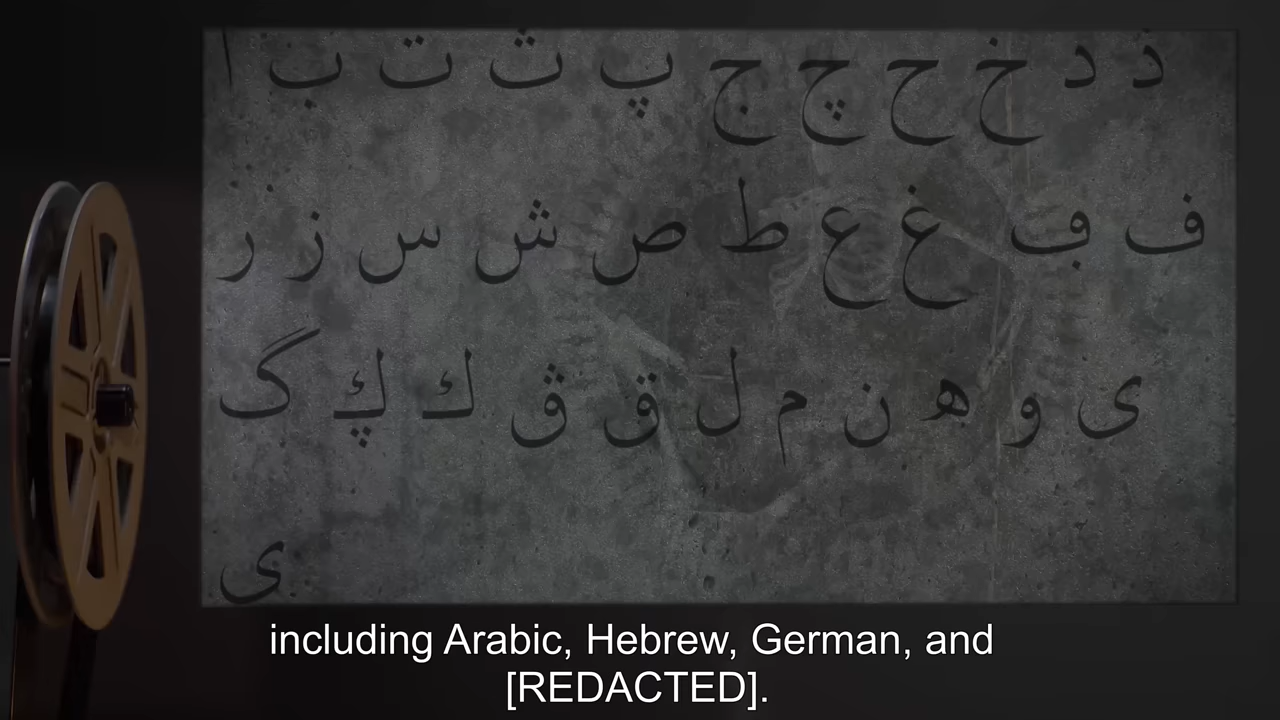 ا ب ت ث پ ج چ ح خ د ذ
ر ز س ش ص ط ع غ ڢ ف
گ ڮ ك ڨ ق ل م ن ه و ى
ى
including Arabic, Hebrew, German, and
[REDACTED].